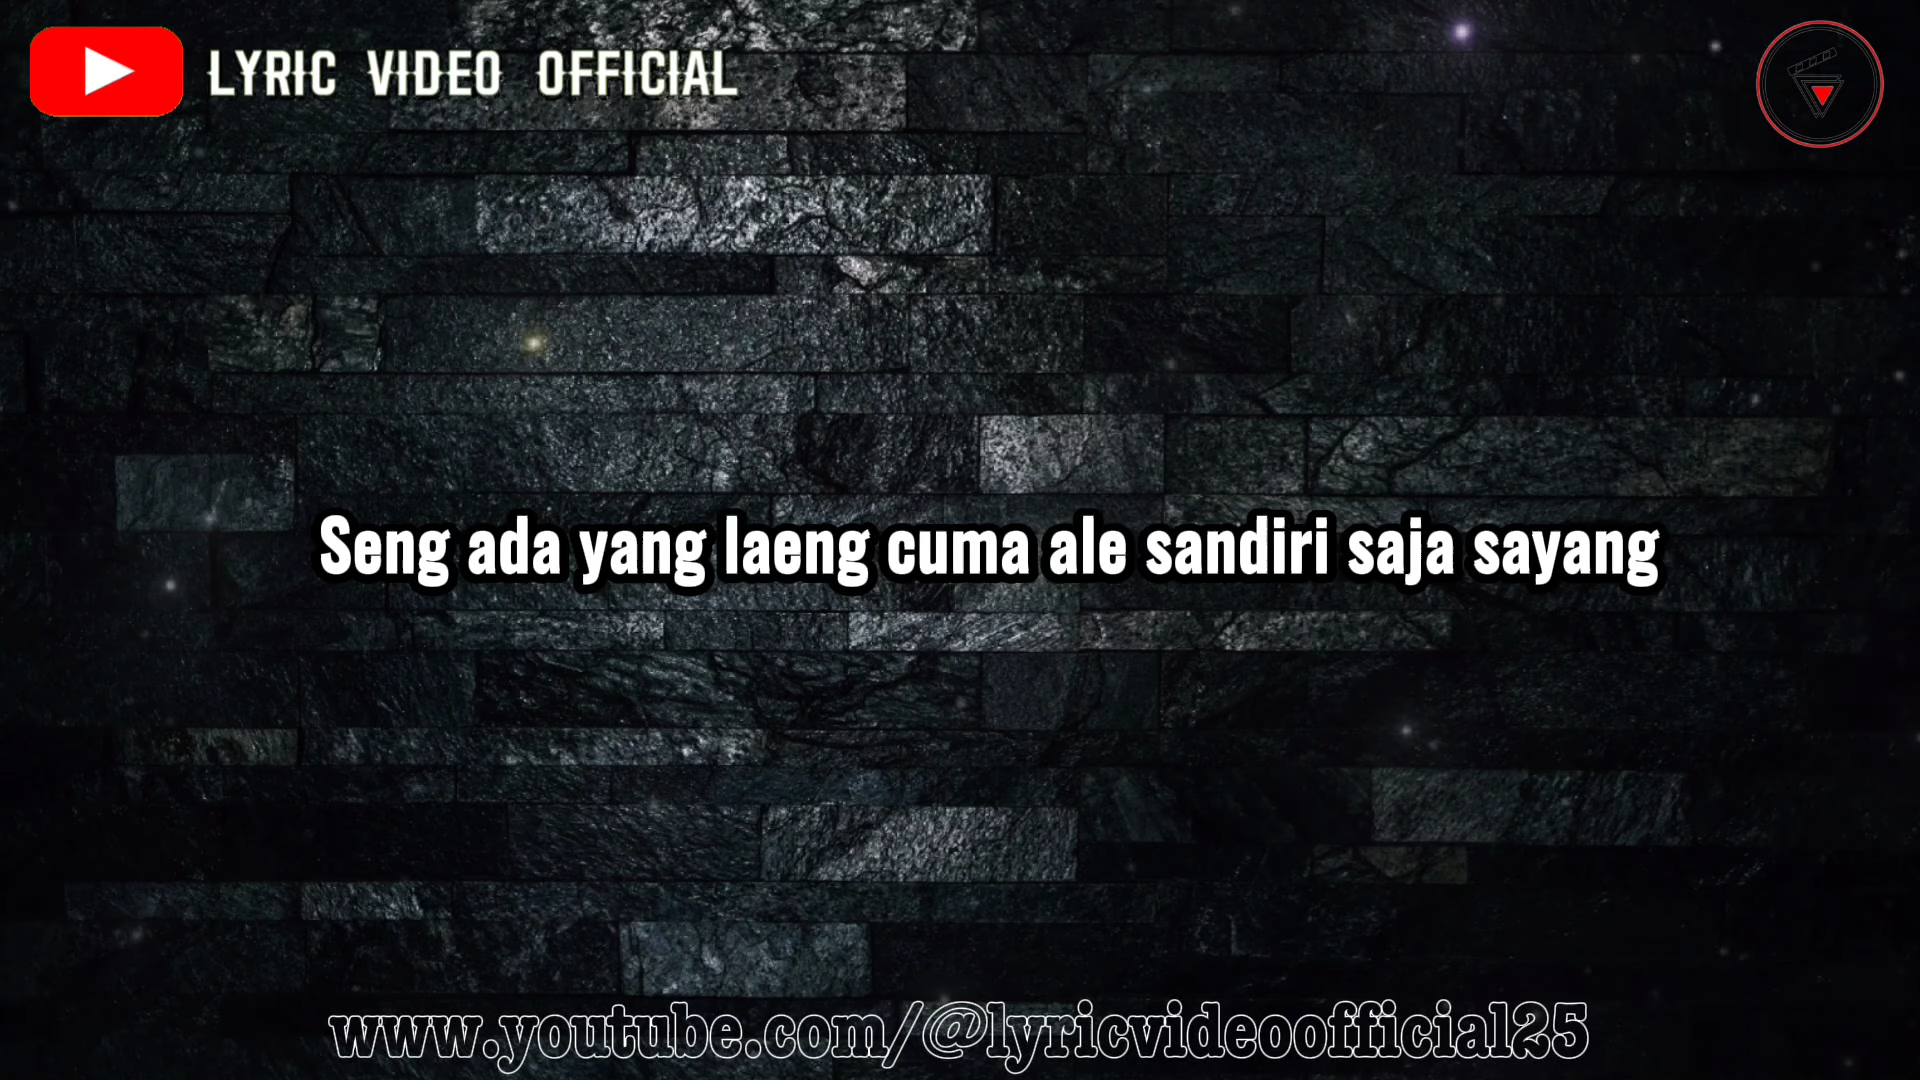 LYRIC VIDEO OFFICIAL
Seng ada yang laeng cuma ale sandiri saja sayang
www.youtube.com/@lyricvideoofficial25